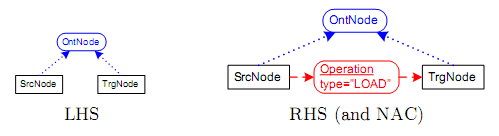 OntNode
SrcNode
TrgNode
LHS
OntNode
SrcNode
Operation
type="LOAD"
TrgNode
RHS (and NAC)